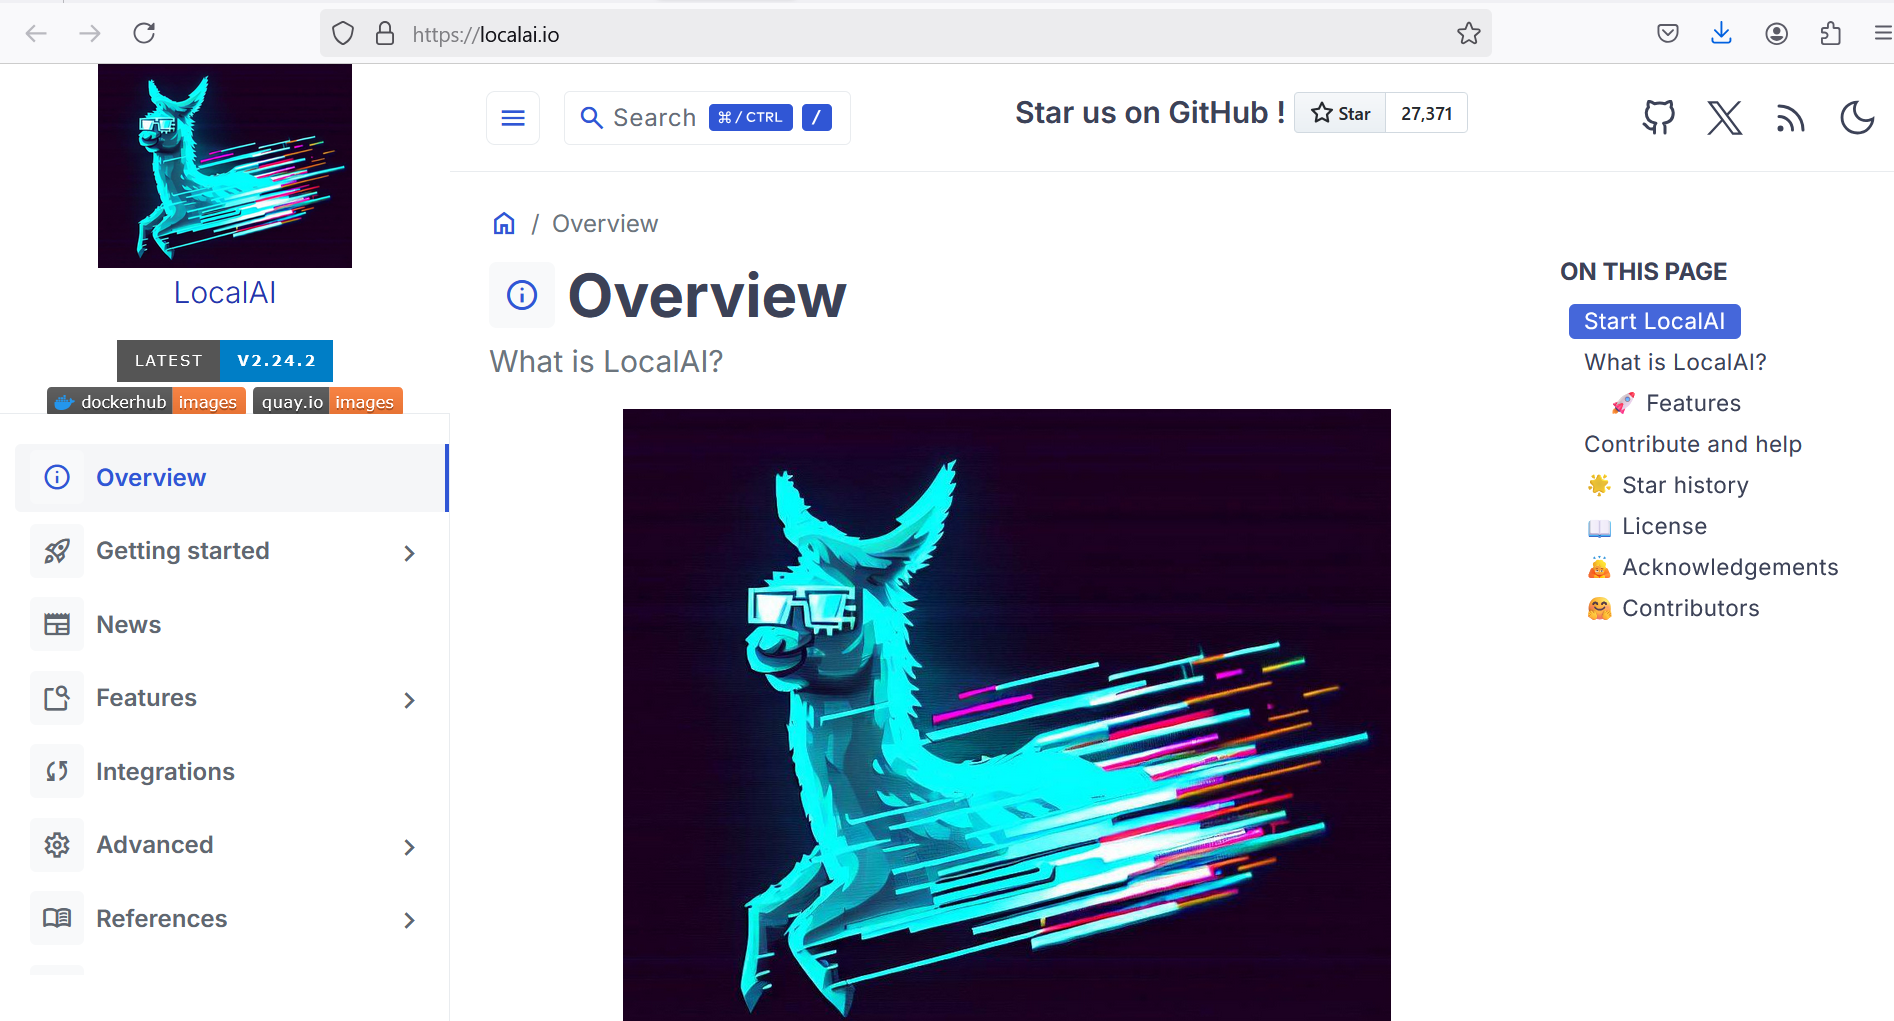 https://localai.io
LocalAI
LATEST V2.24.2
dockerhub images quay.io images
Overview
Getting started
News
Features
Integrations
Advanced
References
Search ⌘ / CTRL /
Star us on GitHub ! Star 27,371
/ Overview
Overview
What is LocalAI?
ON THIS PAGE
Start LocalAI
What is LocalAI?
🚀 Features
Contribute and help
🌟 Star history
📖 License
🙇 Acknowledgements
🤗 Contributors